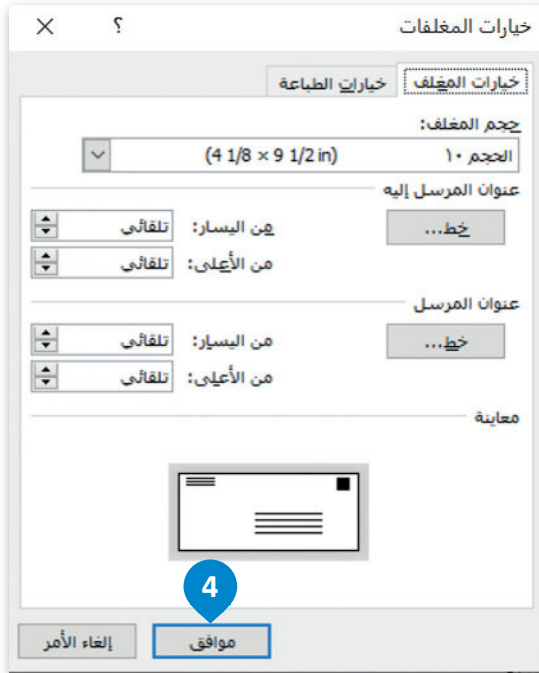 خيارات المغلفات ؟ ×
خيارات المغلف خيارات الطباعة
حجم المغلف:
الحجم ١٠ (4 1/8 × 9 1/2 in)
عنوان المرسل إليه
خط... من اليسار: تلقائي
من الأعلى: تلقائي
عنوان المرسل
خط... من اليسار: تلقائي
من الأعلى: تلقائي
معاينة
4
موافق إلغاء الأمر